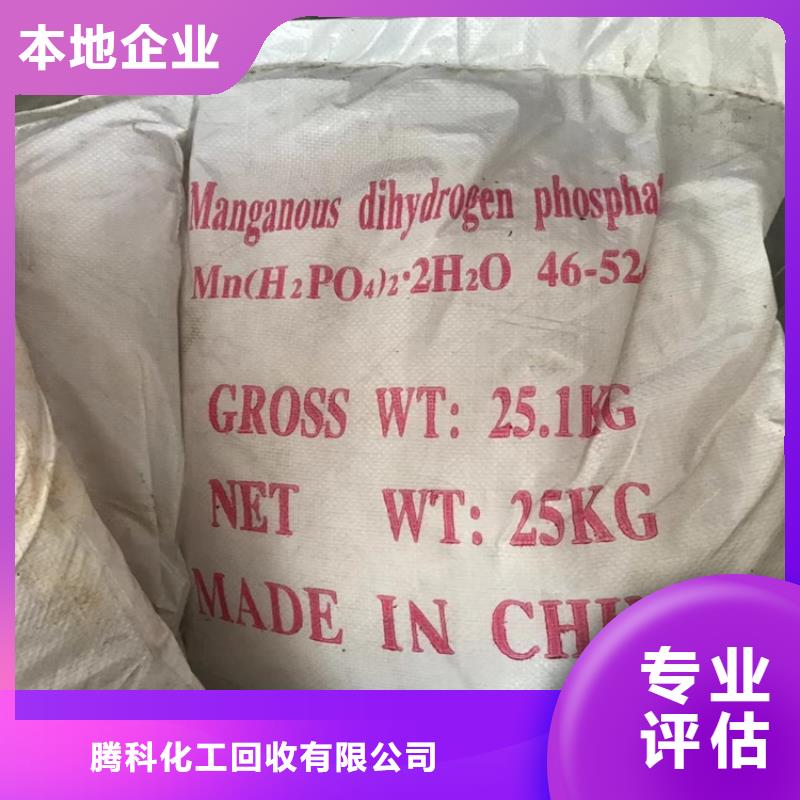 本地企业
Manganous dihydrogen phospha
Mn(H₂PO₄)₂·2H₂O 46-52
GROSS WT: 25.1KG
NET WT: 25KG
MADE IN CHI
专业
评估
腾科化工回收有限公司